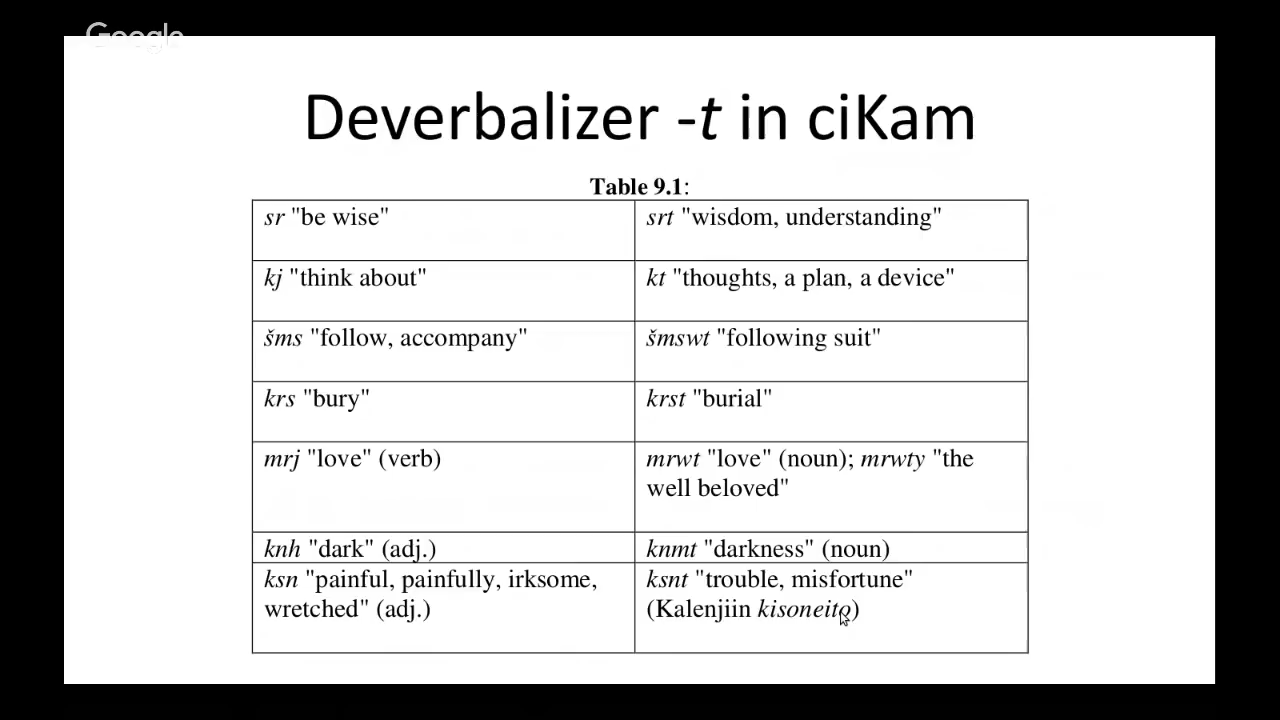 Google
Deverbalizer -t in ciKam
Table 9.1:
sr "be wise"
srt "wisdom, understanding"
kj "think about"
kt "thoughts, a plan, a device"
šms "follow, accompany"
šmswt "following suit"
krs "bury"
krst "burial"
mrj "love" (verb)
mrwt "love" (noun); mrwty "the
well beloved"
knh "dark" (adj.)
knmt "darkness" (noun)
ksn "painful, painfully, irksome,
wretched" (adj.)
ksnt "trouble, misfortune"
(Kalenjiin kisoneito)